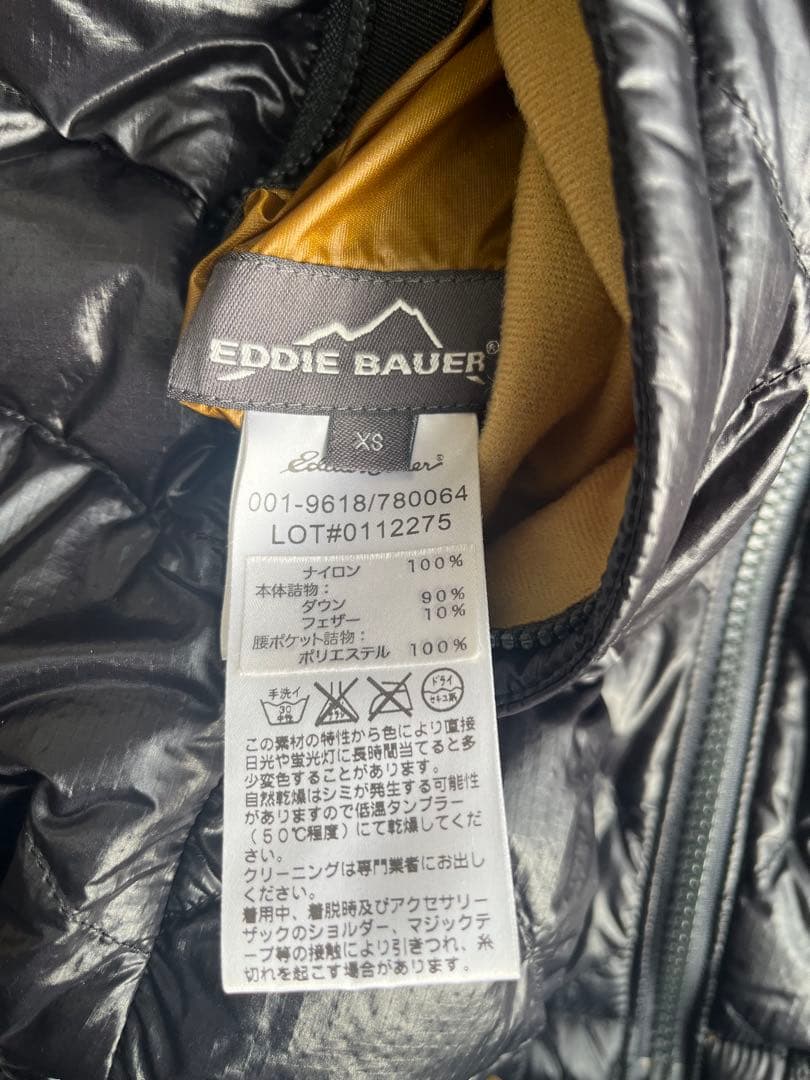 EDDIE BAUER®
XS
Eddie Bauer®
001-9618/780064
LOT#0112275
ナイロン 100%
本体詰物:
ダウン 90%
フェザー 10%
腰ポケット詰物:
ポリエステル 100%
手洗イ ドライ
30 エンソ セキユ系
中性
この素材の特性から色により直接
日光や蛍光灯に長時間当てると多
少変色することがあります。
自然乾燥はシミが発生する可能性
がありますので低温タンブラー
(50℃程度)にて乾燥してくだ
さい。
クリーニングは専門業者にお出し
ください。
着用中、着脱時及びアクセサリー
ザックのショルダー、マジックテ
ープ等の接触により引きつれ、糸
切れを起こす場合があります。